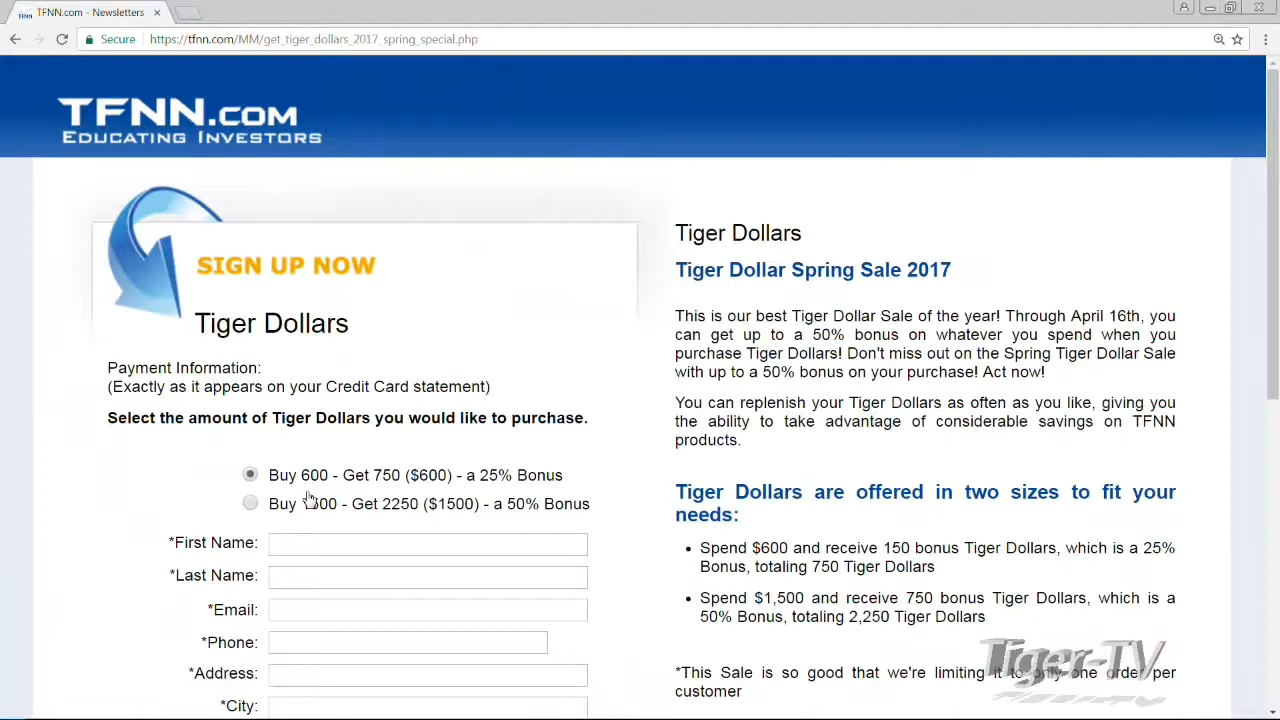 TFNN.com - Newsletters
Secure
https://tfnn.com/MM/get_tiger_dollars_2017_spring_special.php
TFNN.COM
EDUCATING INVESTORS
SIGN UP NOW
Tiger Dollars
Payment Information:
(Exactly as it appears on your Credit Card statement)
Select the amount of Tiger Dollars you would like to purchase.
Buy 600 - Get 750 ($600) - a 25% Bonus
Buy 1500 - Get 2250 ($1500) - a 50% Bonus
*First Name:
*Last Name:
*Email:
*Phone:
*Address:
*City:
Tiger Dollars
Tiger Dollar Spring Sale 2017
This is our best Tiger Dollar Sale of the year! Through April 16th, you
can get up to a 50% bonus on whatever you spend when you
purchase Tiger Dollars! Don't miss out on the Spring Tiger Dollar Sale
with up to a 50% bonus on your purchase! Act now!
You can replenish your Tiger Dollars as often as you like, giving you
the ability to take advantage of considerable savings on TFNN
products.
Tiger Dollars are offered in two sizes to fit your
needs:
Spend $600 and receive 150 bonus Tiger Dollars, which is a 25%
Bonus, totaling 750 Tiger Dollars
Spend $1,500 and receive 750 bonus Tiger Dollars, which is a
50% Bonus, totaling 2,250 Tiger Dollars
*This Sale is so good that we're limiting it to only one order per
customer
Tiger-TV